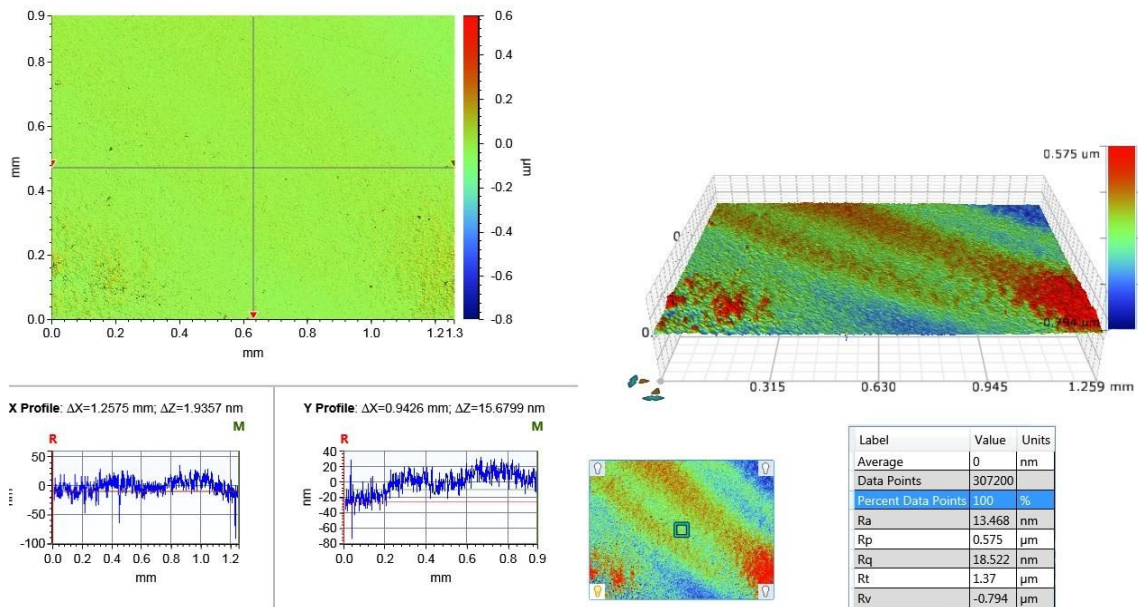 0.9
0.8
0.6
0.4
0.2
0.0
mm
0.0 0.2 0.4 0.6 0.8 1.0 1.21.3
mm
0.6
0.4
0.2
0.0
-0.2
-0.4
-0.6
-0.8
µm
0.575 um
-0.794 um
0
0.
0.315 0.630 0.945 1.259 mm
X Profile: ΔX=1.2575 mm; ΔZ=1.9357 nm
M
R
50
0
-50
-100
nm
0.0 0.2 0.4 0.6 0.8 1.0
mm
Y Profile: ΔX=0.9426 mm; ΔZ=15.6799 nm
M
R
40
20
0
-20
-40
-60
-80
nm
0.0 0.2 0.4 0.6 0.9
mm
Label Value Units
Average 0 nm
Data Points 307200
Percent Data Points 100 %
Ra 13.468 nm
Rp 0.575 µm
Rq 18.522 nm
Rt 1.37 µm
Rv -0.794 µm